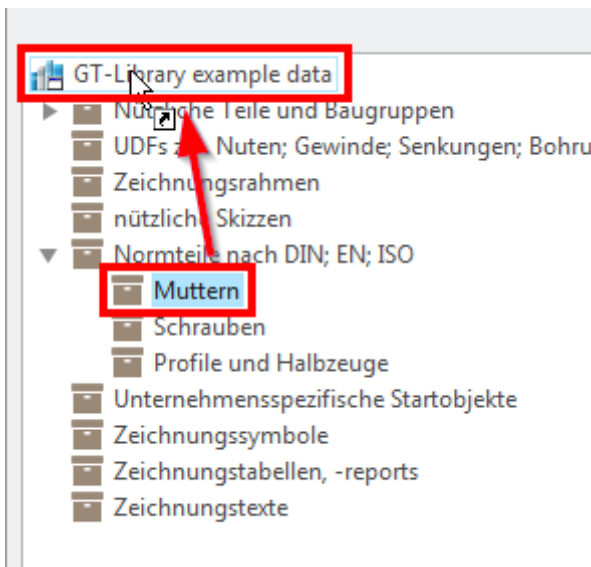 GT-Library example data
Nützliche Teile und Baugruppen
UDFs Nuten; Gewinde; Senkungen; Bohru
Zeichnungsrahmen
nützliche Skizzen
Normteile nach DIN; EN; ISO
Muttern
Schrauben
Profile und Halbzeuge
Unternehmensspezifische Startobjekte
Zeichnungssymbole
Zeichnungstabellen, -reports
Zeichnungstexte